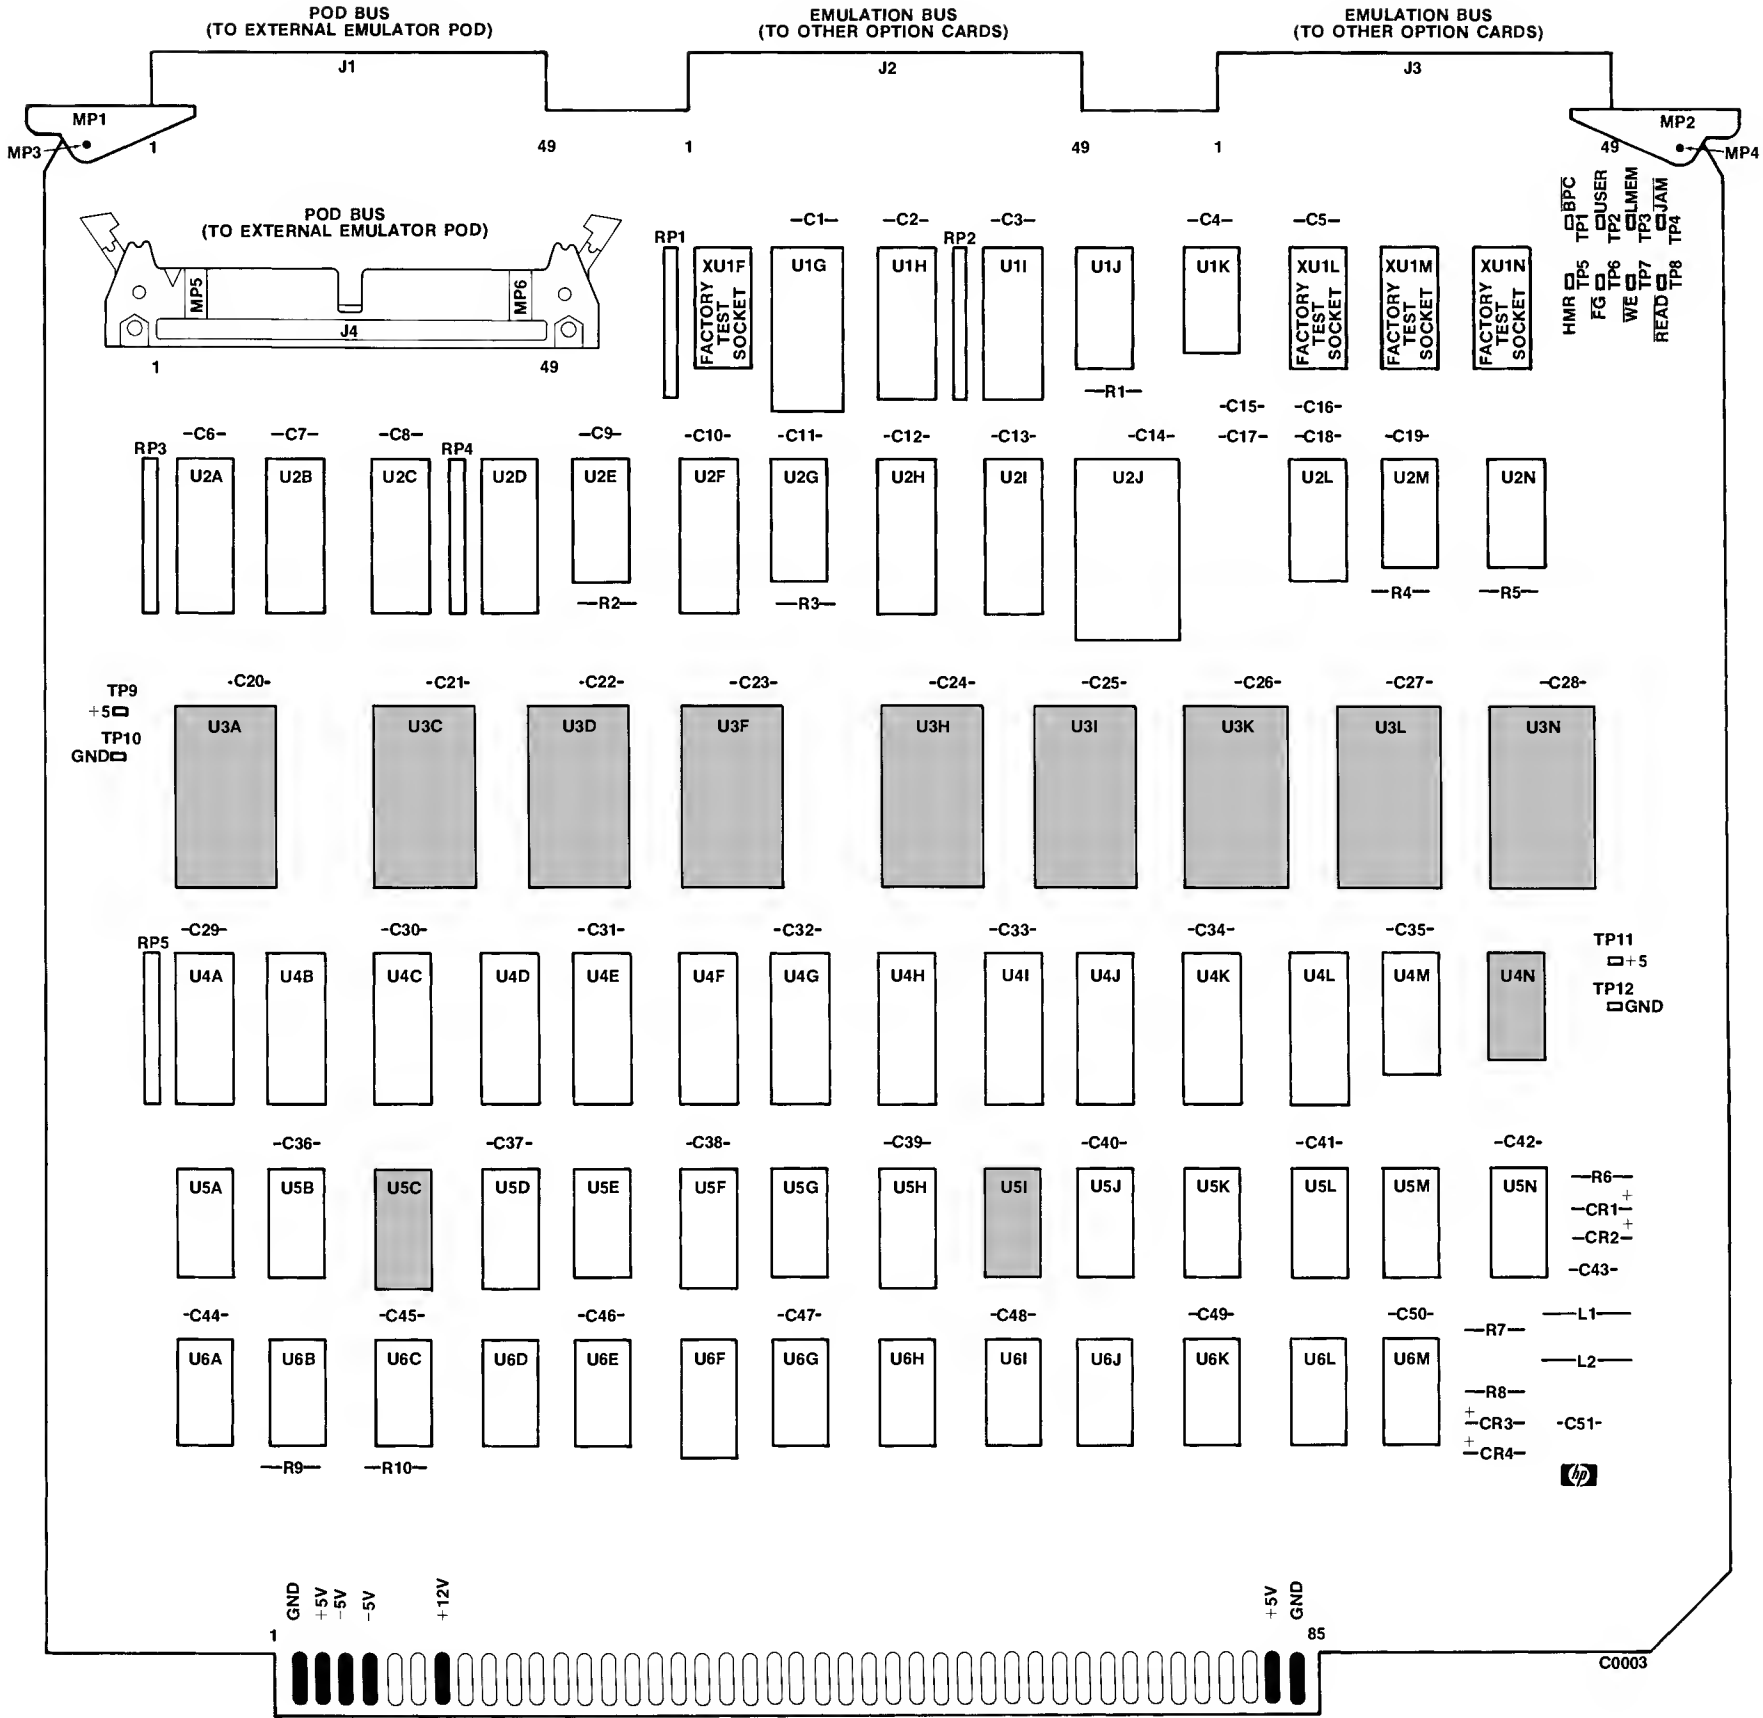 POD BUS
(TO EXTERNAL EMULATOR POD)
EMULATION BUS
(TO OTHER OPTION CARDS)
EMULATION BUS
(TO OTHER OPTION CARDS)
J1
J2
J3
MP1
MP2
MP3
1
49
1
49
1
49
MP4
BPC
TP1
USER
TP2
LMEM
TP3
JAM
TP4
HMR
TP5
FG
TP6
WE
TP7
READ
TP8
POD BUS
(TO EXTERNAL EMULATOR POD)
MP5
MP6
J4
1
49
-C1-
-C2-
-C3-
-C4-
-C5-
RP1
RP2
XU1F
FACTORY
TEST
SOCKET
U1G
U1H
U1I
U1J
U1K
XU1L
FACTORY
TEST
SOCKET
XU1M
FACTORY
TEST
SOCKET
XU1N
FACTORY
TEST
SOCKET
-R1-
-C15-
-C16-
-C6-
-C7-
-C8-
-C9-
-C10-
-C11-
-C12-
-C13-
-C14-
-C17-
-C18-
-C19-
RP3
RP4
U2A
U2B
U2C
U2D
U2E
U2F
U2G
U2H
U2I
U2J
U2L
U2M
U2N
-R2-
-R3-
-R4-
-R5-
-C20-
-C21-
-C22-
-C23-
-C24-
-C25-
-C26-
-C27-
-C28-
TP9
+5
TP10
GND
U3A
U3C
U3D
U3F
U3H
U3I
U3K
U3L
U3N
-C29-
-C30-
-C31-
-C32-
-C33-
-C34-
-C35-
RP5
TP11
+5
TP12
GND
U4A
U4B
U4C
U4D
U4E
U4F
U4G
U4H
U4I
U4J
U4K
U4L
U4M
U4N
-C36-
-C37-
-C38-
-C39-
-C40-
-C41-
-C42-
U5A
U5B
U5C
U5D
U5E
U5F
U5G
U5H
U5I
U5J
U5K
U5L
U5M
U5N
-R6-
+
-CR1-
+
-CR2-
-C43-
-C44-
-C45-
-C46-
-C47-
-C48-
-C49-
-C50-
-L1-
-R7-
U6A
U6B
U6C
U6D
U6E
U6F
U6G
U6H
U6I
U6J
U6K
U6L
U6M
-L2-
-R8-
+
-CR3-
-C51-
+
-CR4-
-R9-
-R10-
hp
GND
+5V
-5V
-5V
+12V
+5V
GND
1
85
C0003